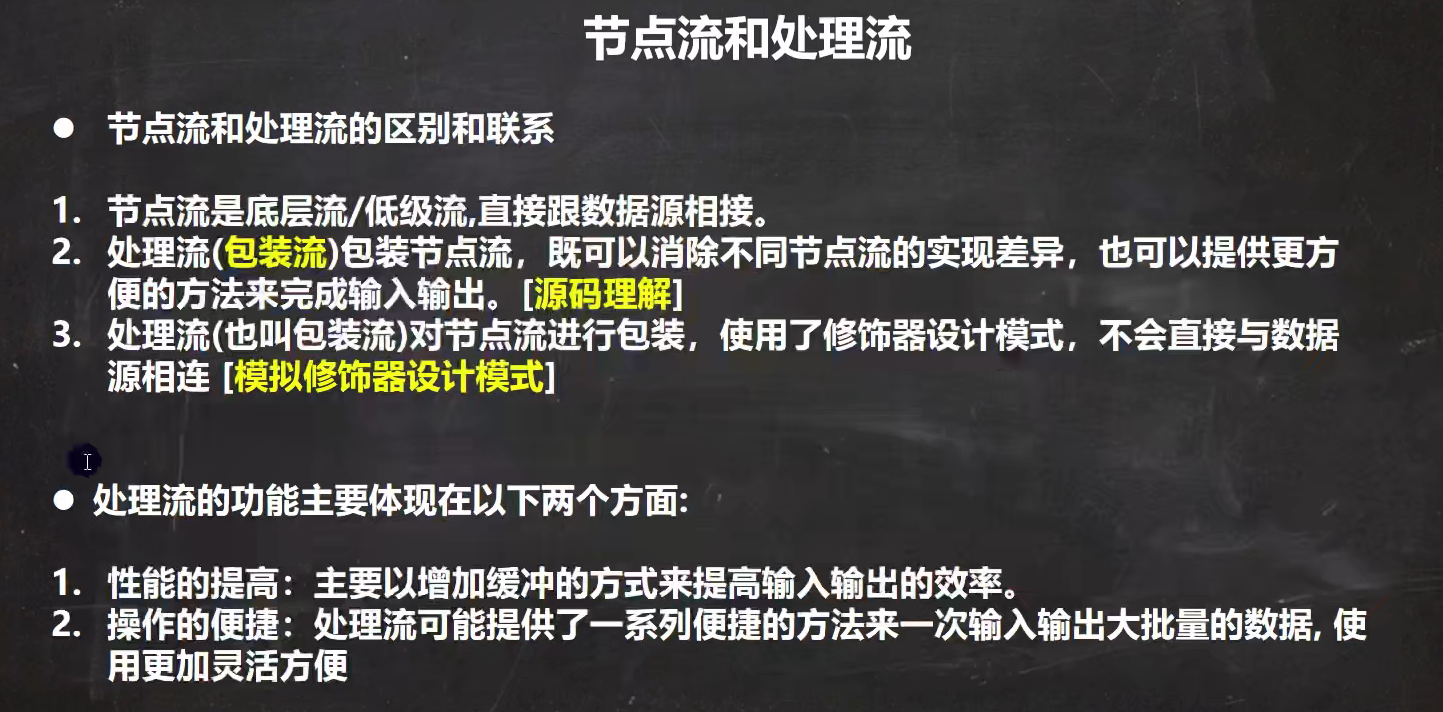 节点流和处理流
● 节点流和处理流的区别和联系
1. 节点流是底层流/低级流,直接跟数据源相接。
2. 处理流(包装流)包装节点流，既可以消除不同节点流的实现差异，也可以提供更方
便的方法来完成输入输出。[源码理解]
3. 处理流(也叫包装流)对节点流进行包装，使用了修饰器设计模式，不会直接与数据
源相连 [模拟修饰器设计模式]
● 处理流的功能主要体现在以下两个方面:
1. 性能的提高：主要以增加缓冲的方式来提高输入输出的效率。
2. 操作的便捷：处理流可能提供了一系列便捷的方法来一次输入输出大批量的数据, 使
用更加灵活方便